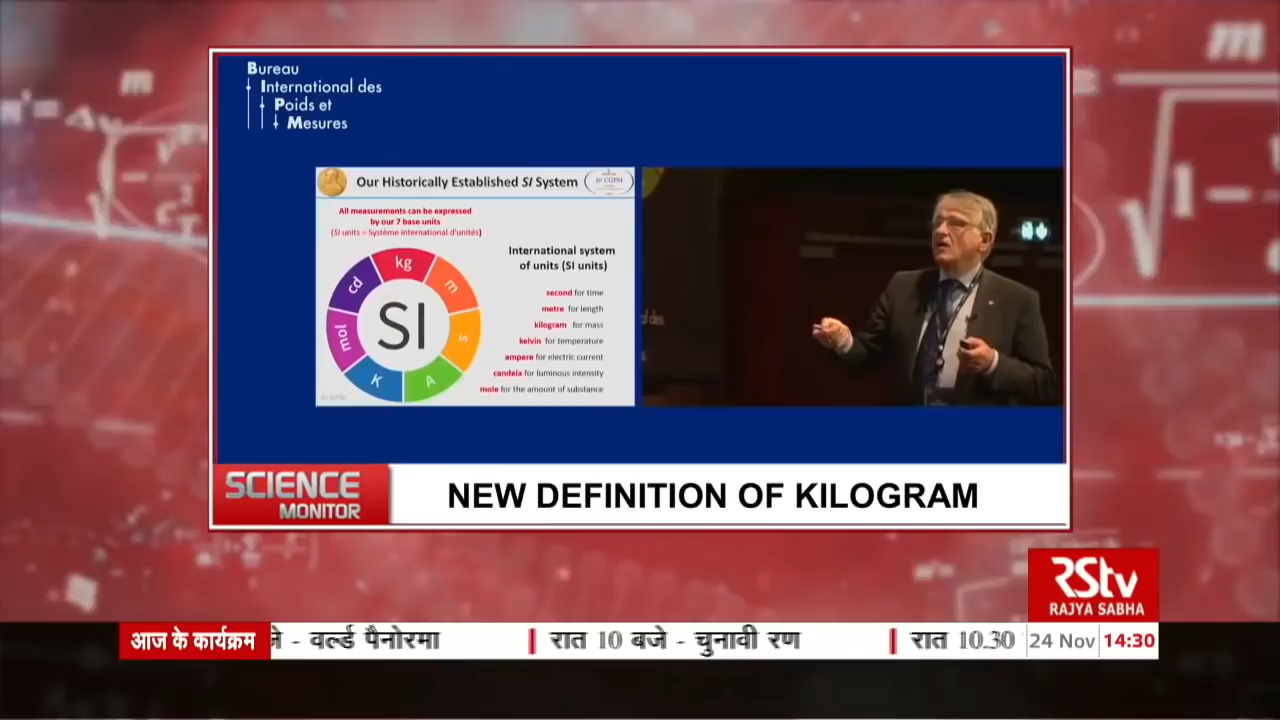 Bureau
International des
Poids et
Mesures
Our Historically Established SI System
CGPM
All measurements can be expressed
by our 7 base units
(SI units = Système international d'unités)
International system
of units (SI units)
second for time
metre for length
kilogram for mass
kelvin for temperature
ampere for electric current
candela for luminous intensity
mole for the amount of substance
kg
m
s
A
K
mol
cd
SI
SCIENCE
MONITOR
NEW DEFINITION OF KILOGRAM
RStv
RAJYA SABHA
आज के कार्यक्रम
- वर्ल्ड पैनोरमा | रात 10 बजे - चुनावी रण | रात 10.30
24 Nov 14:30
m
m
1-